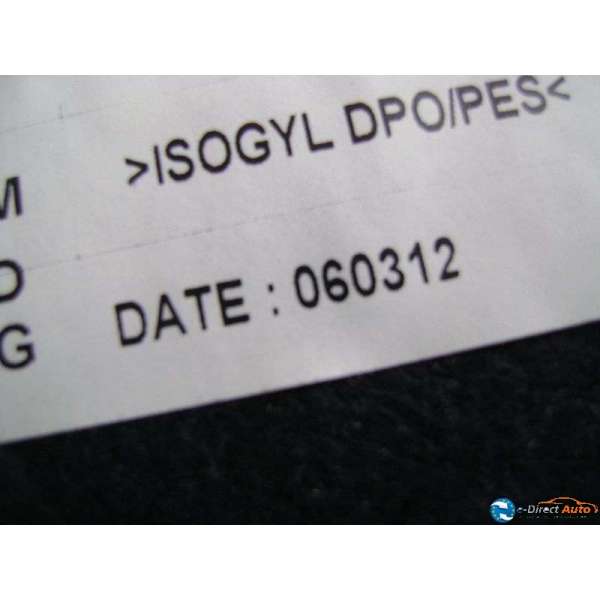 M >ISOGYL DPO/PES<
D
G DATE : 060312
e-Direct Auto